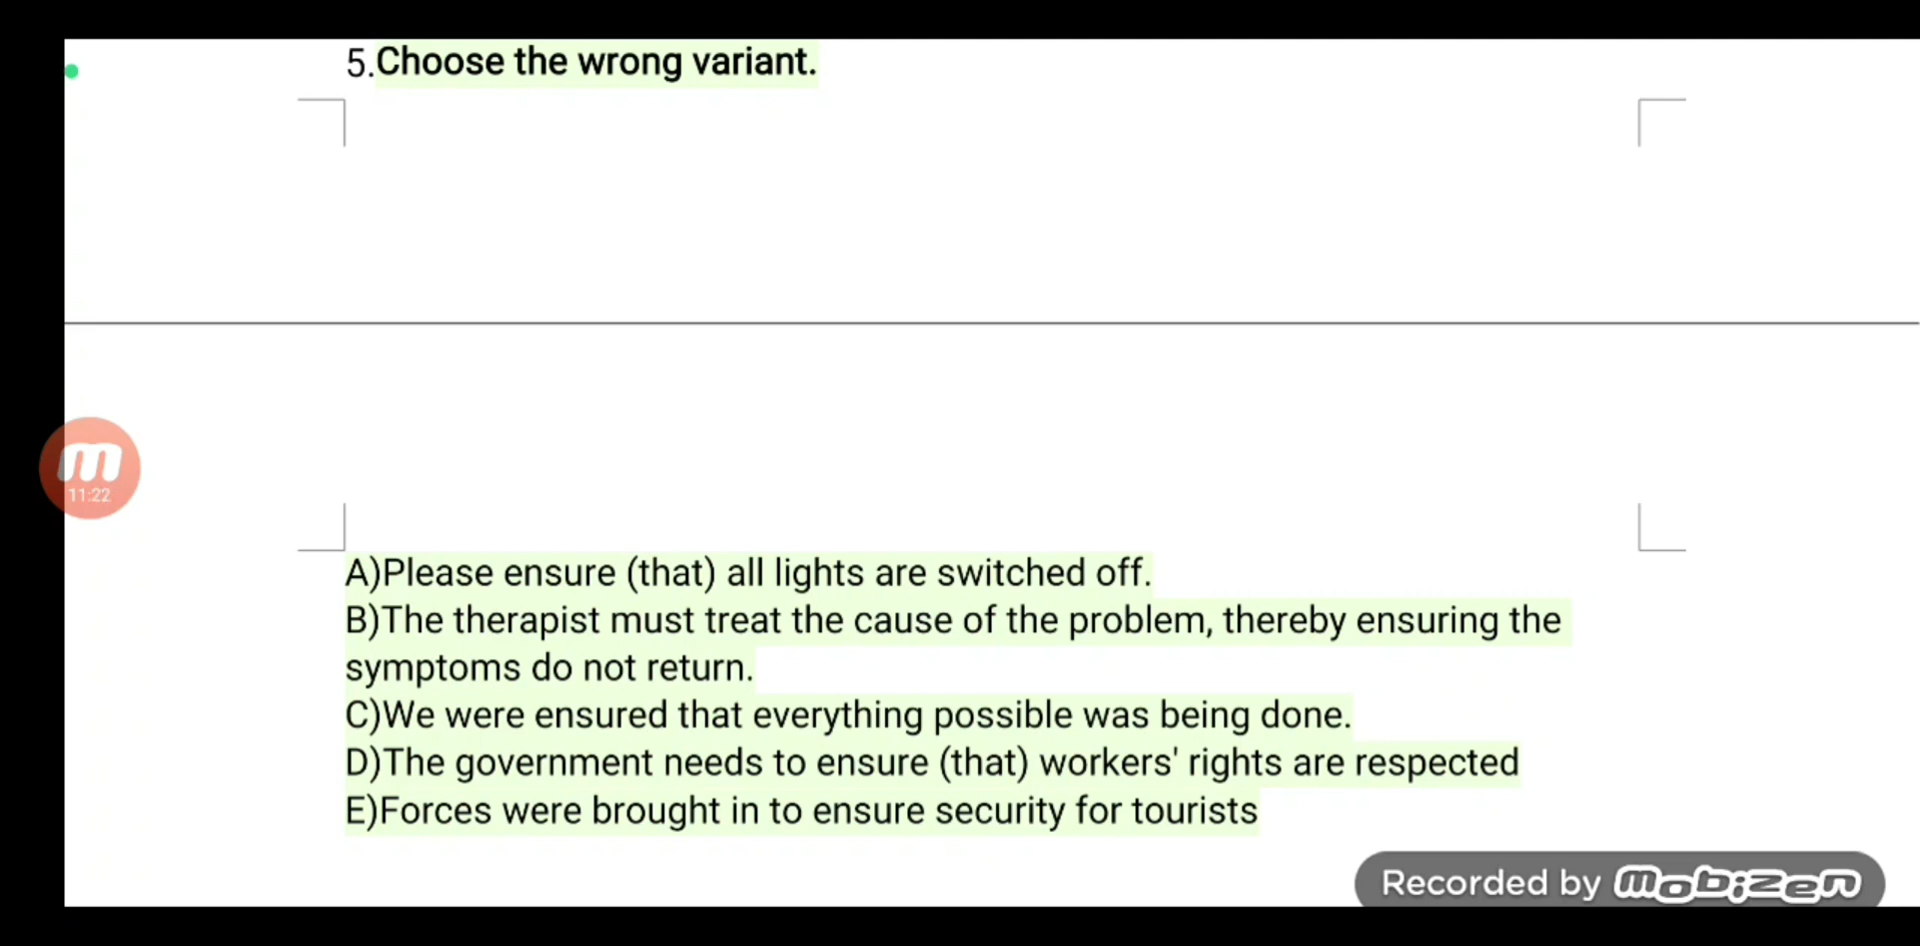 5.Choose the wrong variant.
m
11:22
A)Please ensure (that) all lights are switched off.
B)The therapist must treat the cause of the problem, thereby ensuring the
symptoms do not return.
C)We were ensured that everything possible was being done.
D)The government needs to ensure (that) workers' rights are respected
E)Forces were brought in to ensure security for tourists
Recorded by mobizen